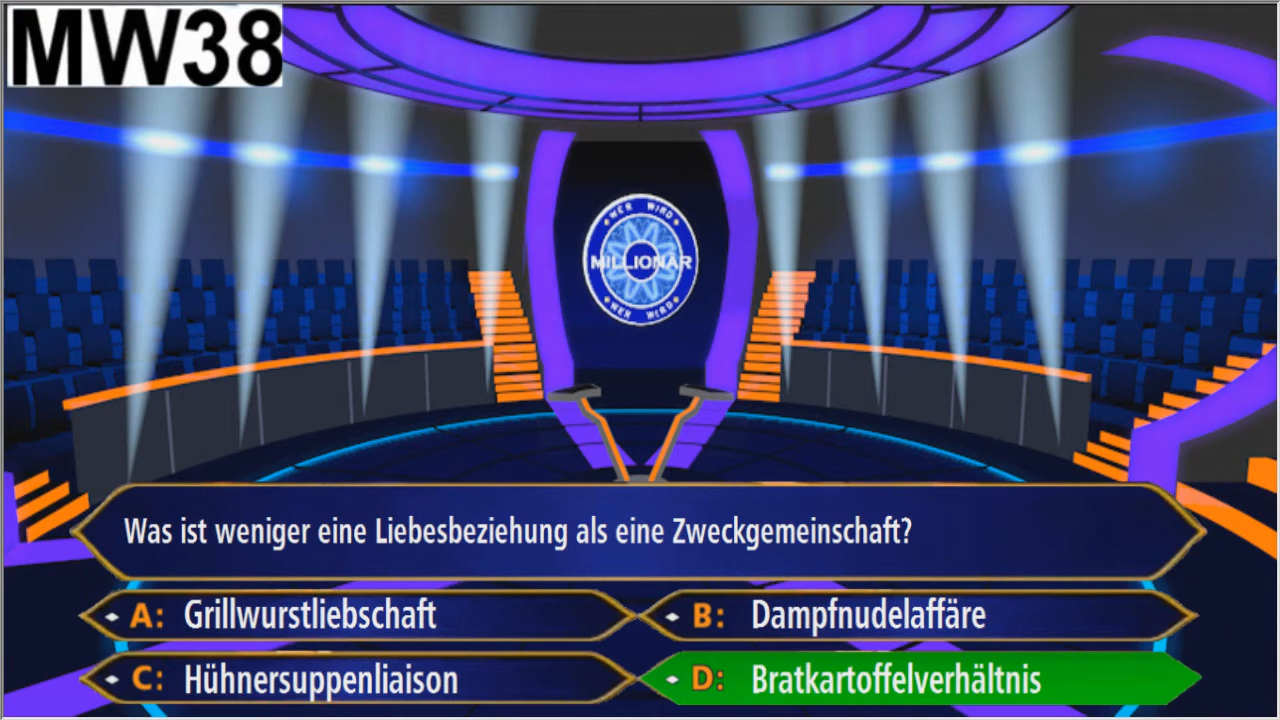 MW38
WER WIRD
MILLIONÄR
WER WIRD
Was ist weniger eine Liebesbeziehung als eine Zweckgemeinschaft?
A: Grillwurstliebschaft
B: Dampfnudelaffäre
C: Hühnersuppenliaison
D: Bratkartoffelverhältnis